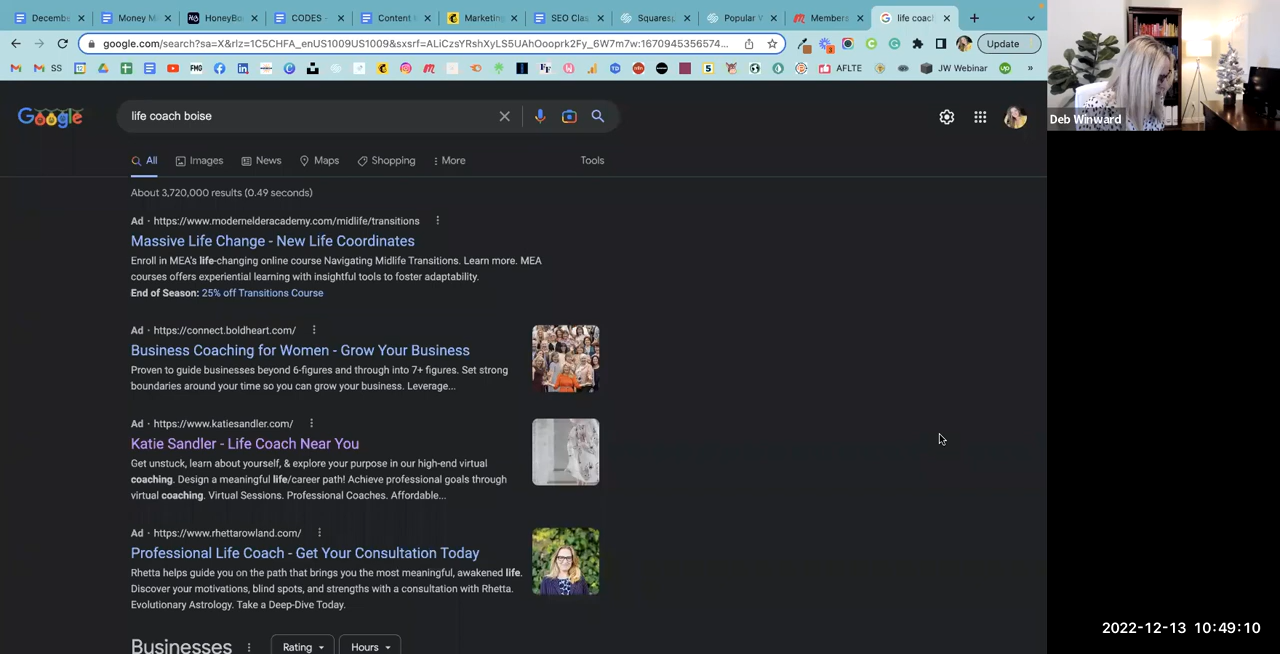 Decembe
Money M
HoneyBo
CODES -
Content
Marketing
SEO Clas
Squaresp
Popular V
Members
life coach
google.com/search?sa=X&rlz=1C5CHFA_enUS1009US1009&sxsrf=ALiCzsYRshXyLS5UAhOooprk2Fy_6W7m7w:1670945356574...
Update
SS
FMG
AFLTE
JW Webinar
»
Google
life coach boise
All
Images
News
Maps
Shopping
More
Tools
About 3,720,000 results (0.49 seconds)
Ad · https://www.modernelderacademy.com/midlife/transitions
Massive Life Change - New Life Coordinates
Enroll in MEA's life-changing online course Navigating Midlife Transitions. Learn more. MEA
courses offers experiential learning with insightful tools to foster adaptability.
End of Season: 25% off Transitions Course
Ad · https://connect.boldheart.com/
Business Coaching for Women - Grow Your Business
Proven to guide businesses beyond 6-figures and through into 7+ figures. Set strong
boundaries around your time so you can grow your business. Leverage...
Ad · https://www.katiesandler.com/
Katie Sandler - Life Coach Near You
Get unstuck, learn about yourself, & explore your purpose in our high-end virtual
coaching. Design a meaningful life/career path! Achieve professional goals through
virtual coaching. Virtual Sessions. Professional Coaches. Affordable...
Ad · https://www.rhettarowland.com/
Professional Life Coach - Get Your Consultation Today
Rhetta helps guide you on the path that brings you the most meaningful, awakened life.
Discover your motivations, blind spots, and strengths with a consultation with Rhetta.
Evolutionary Astrology. Take a Deep-Dive Today.
Businesses
Rating
Hours
Deb Winward
2022-12-13 10:49:10